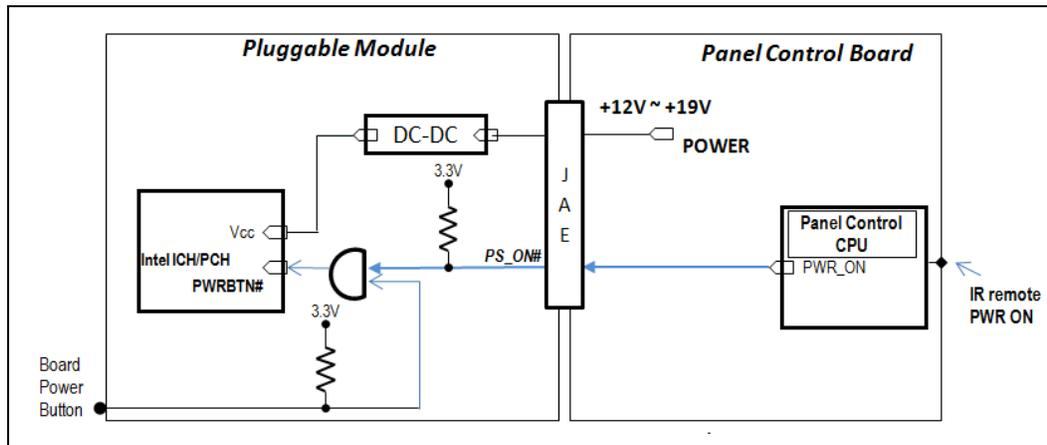 Pluggable Module
Panel Control Board
+12V ~ +19V
POWER
DC-DC
3.3V
J
A
E
Vcc
Intel ICH/PCH
PWRBTN#
PS_ON#
Panel Control
CPU
PWR_ON
IR remote
PWR ON
3.3V
Board
Power
Button